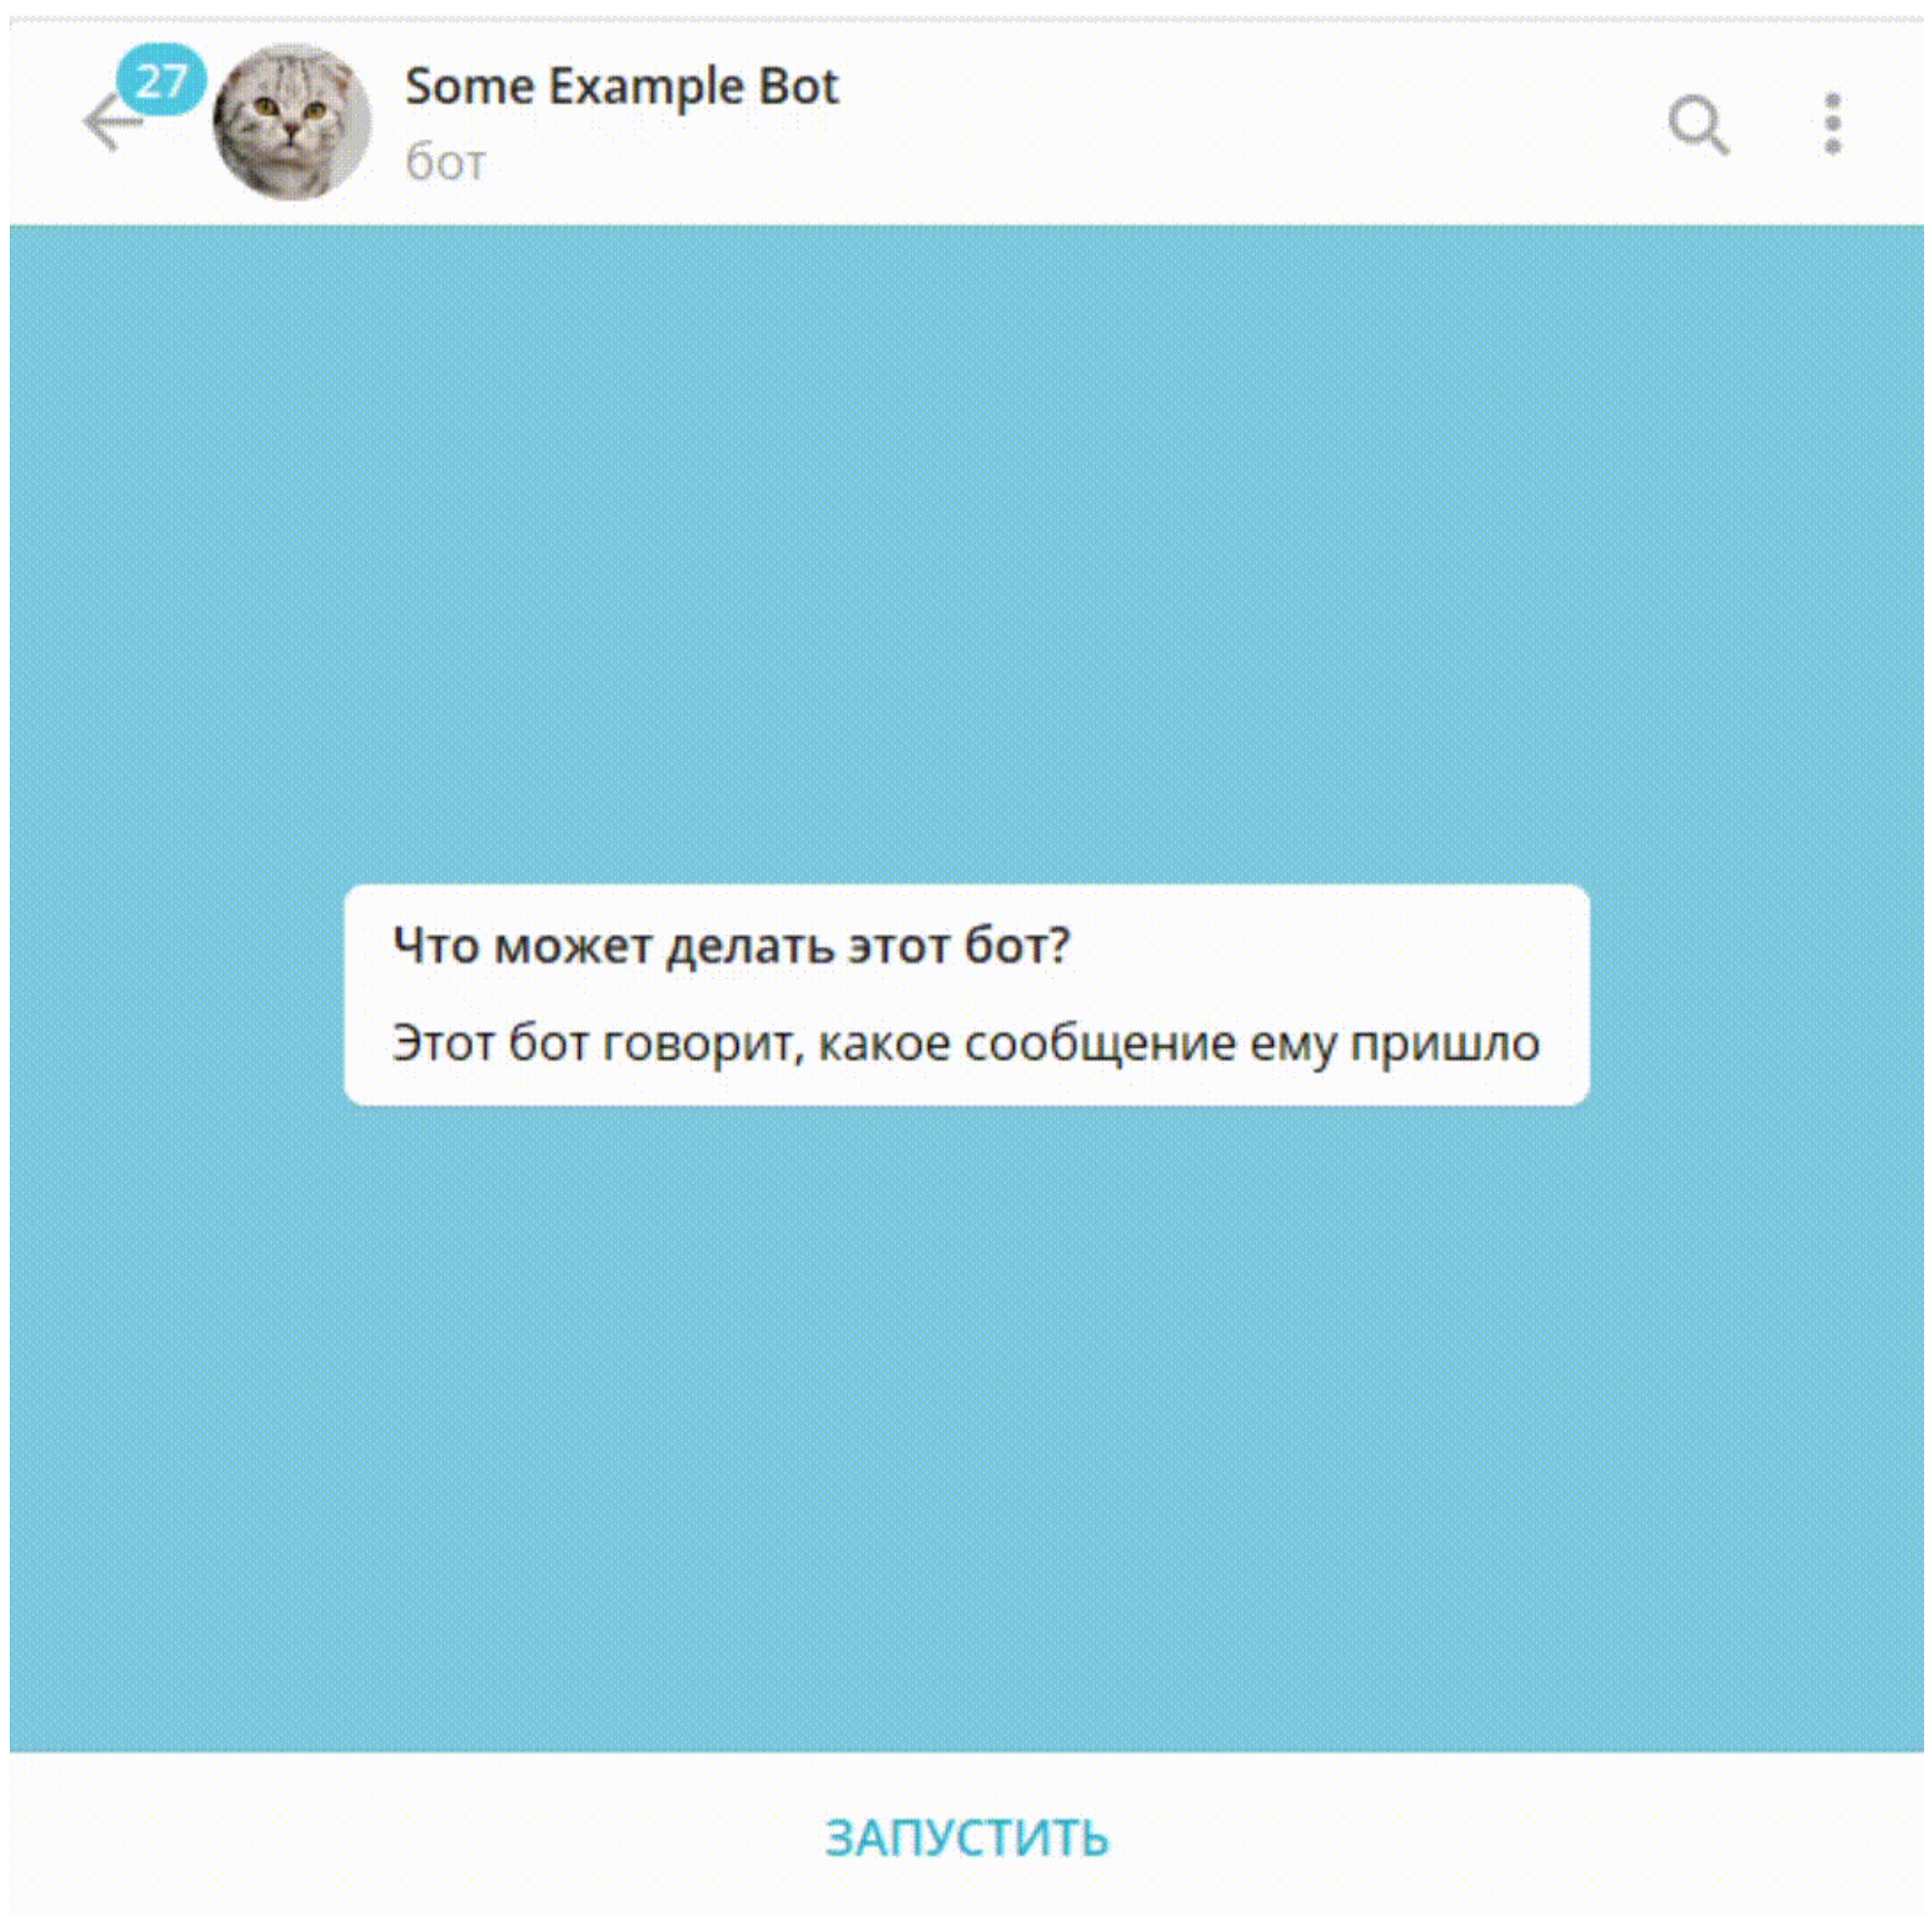 27
Some Example Bot
бот
Что может делать этот бот?
Этот бот говорит, какое сообщение ему пришло
ЗАПУСТИТЬ